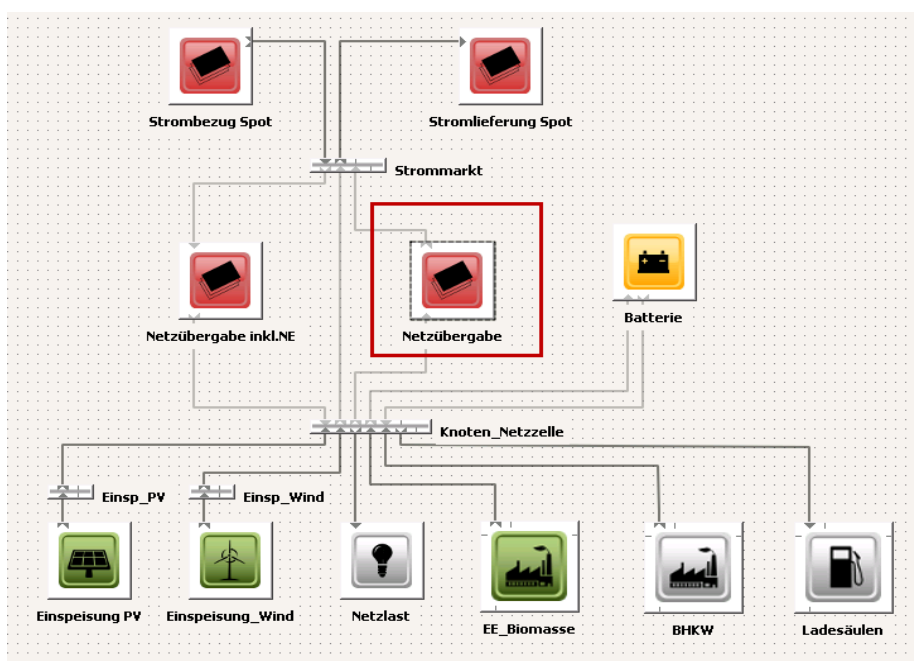 Strombezug Spot
Stromlieferung Spot
Strommarkt
Netzübergabe inkl.NE
Netzübergabe
Batterie
Knoten_Netzzelle
Einsp_PV
Einsp_Wind
Einspeisung PV
Einspeisung_Wind
Netzlast
EE_Biomasse
BHKW
Ladesäulen